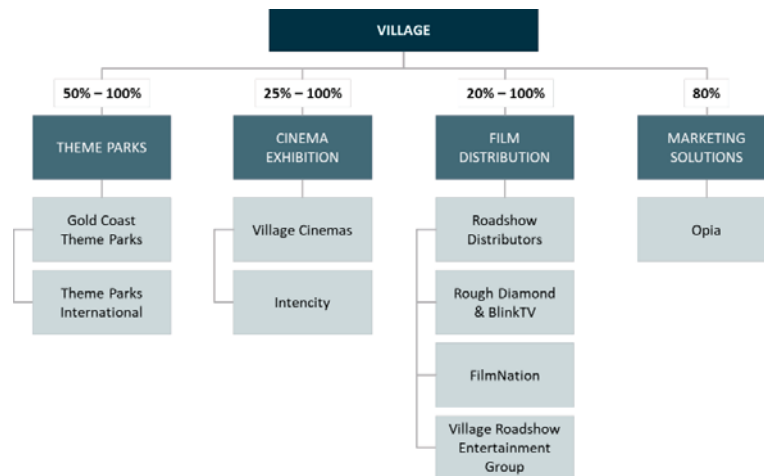 VILLAGE
50% – 100%
25% – 100%
20% – 100%
80%
THEME PARKS
CINEMA
EXHIBITION
FILM
DISTRIBUTION
MARKETING
SOLUTIONS
Gold Coast
Theme Parks
Village Cinemas
Roadshow
Distributors
Opia
Theme Parks
International
Intencity
Rough Diamond
& BlinkTV
FilmNation
Village Roadshow
Entertainment
Group